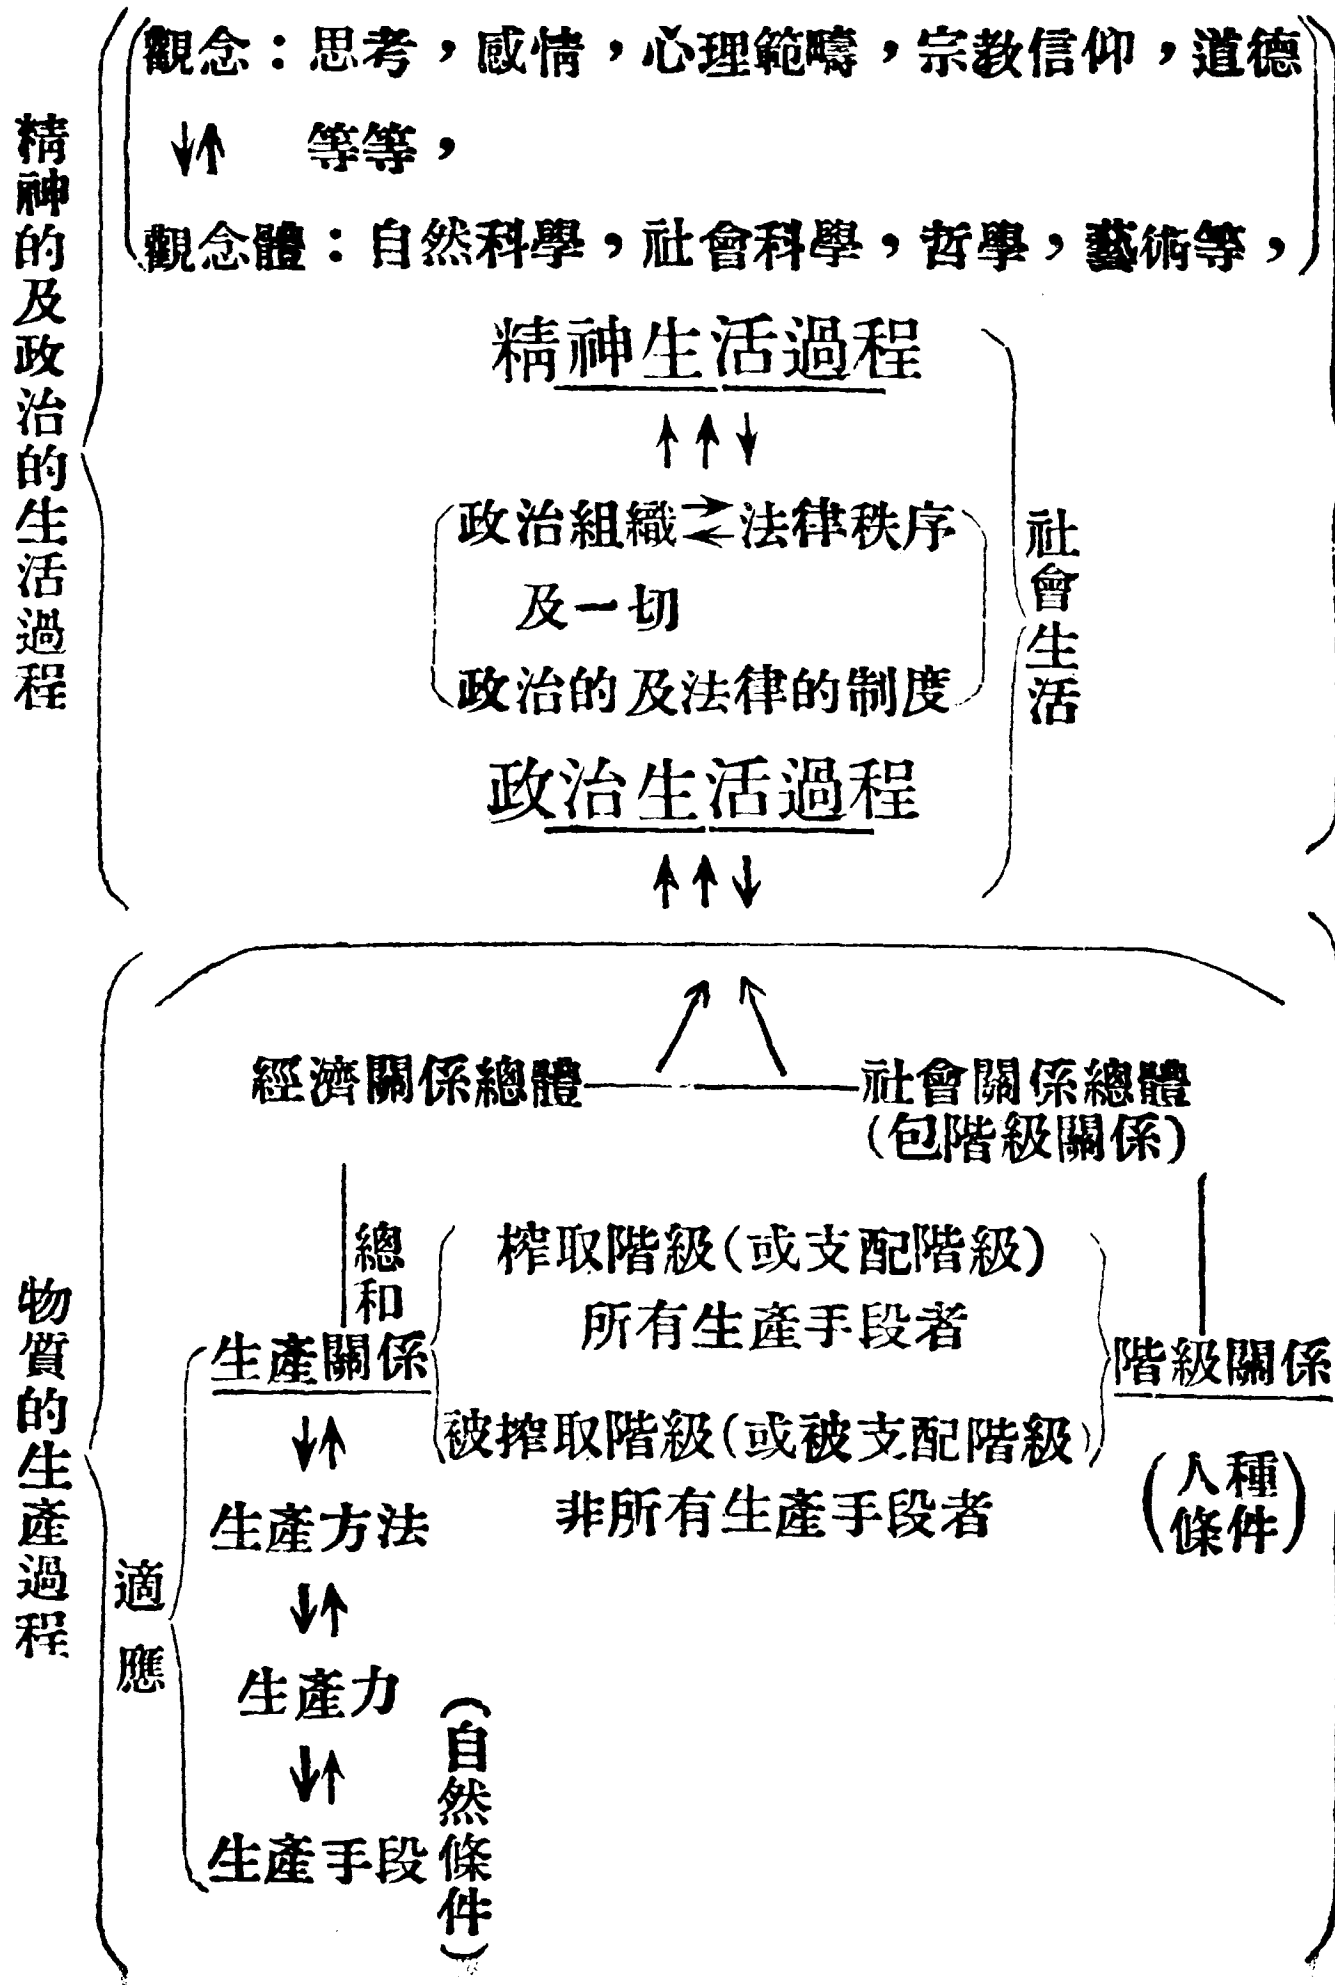 精神的及政治的生活過程
觀念：思考，感情，心理範疇，宗教信仰，道德
↓↑ 等等，
觀念體：自然科學，社會科學，哲學，藝術等，
精神生活過程
↑↑↓
政治組織⇄法律秩序
及一切
政治的及法律的制度
政治生活過程
社會生活
↑↑↓
物質的生產過程
經濟關係總體——社會關係總體
(包階級關係)
總和
榨取階級(或支配階級)
所有生產手段者
生產關係
階級關係
↓↑
被搾取階級(或被支配階級)
(人種
條件)
生產方法
非所有生產手段者
適應
↓↑
生產力
↓↑
生產手段
(自然條件)